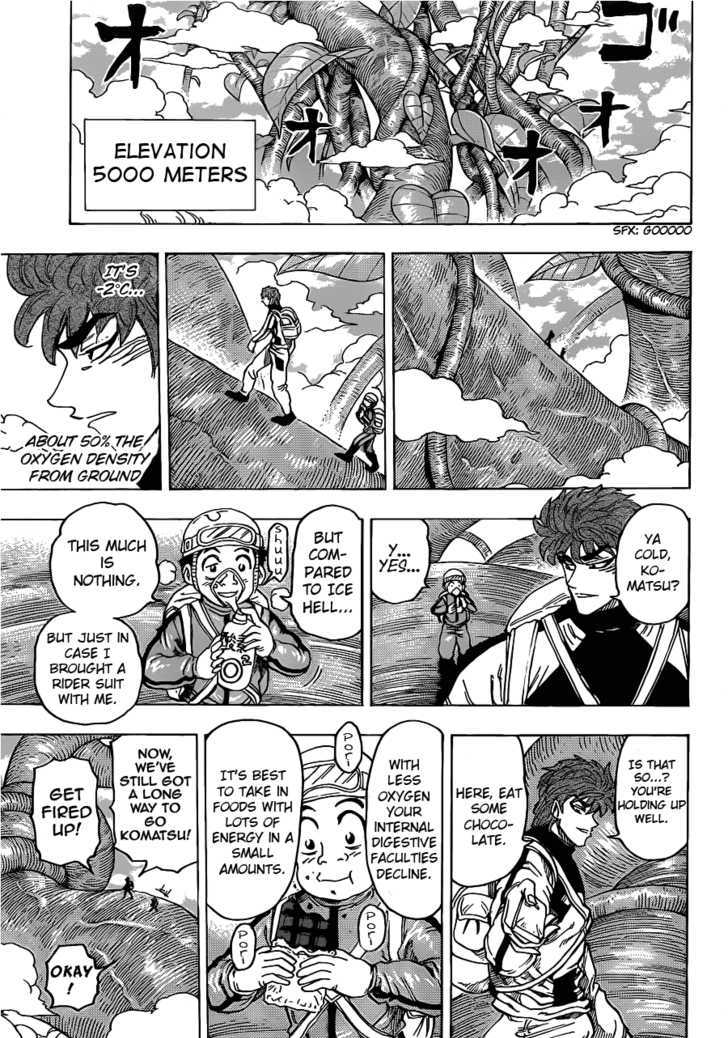 ゴ
オ
オ
オ
オ
ELEVATION
5000 METERS
SFX: GOOOOO
IT'S
-2°C...
ABOUT 50% THE
OXYGEN DENSITY
FROM GROUND
YA
COLD,
KO-
MATSU?
Y...
YES...
BUT
COM-
PARED
TO ICE
HELL...
Shuuu
THIS MUCH
IS
NOTHING.
BUT JUST IN
CASE I
BROUGHT A
RIDER SUIT
WITH ME.
IS THAT
SO...?
YOU'RE
HOLDING UP
WELL.
HERE, EAT
SOME
CHOCO-
LATE.
WITH
LESS
OXYGEN
YOUR
INTERNAL
DIGESTIVE
FACULTIES
DECLINE.
PORI
IT'S BEST
TO TAKE IN
FOODS WITH
LOTS OF
ENERGY IN A
SMALL
AMOUNTS.
PORI
PORI
NOW,
WE'VE
STILL GOT
A LONG
WAY TO
GO
KOMATSU!
GET
FIRED
UP!
OKAY
!